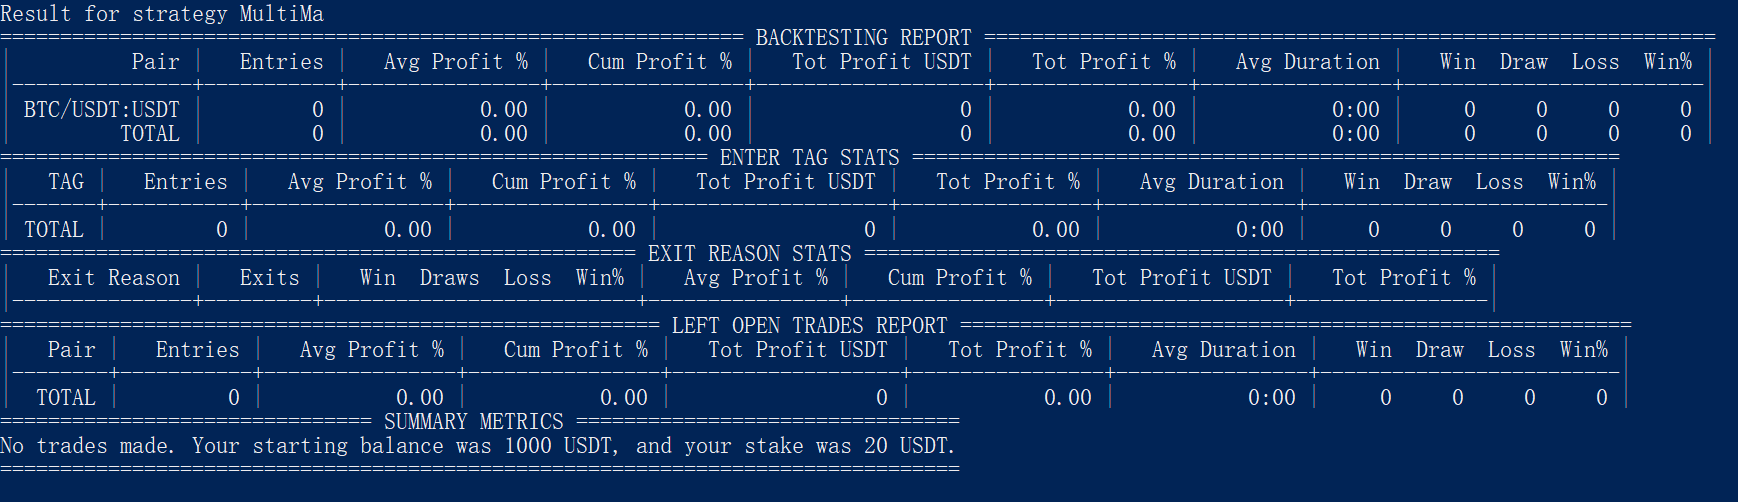 Result for strategy MultiMa
============================================================== BACKTESTING REPORT =============================================================
|          Pair |   Entries |   Avg Profit % |   Cum Profit % |   Tot Profit USDT |   Tot Profit % |   Avg Duration |   Win  Draw  Loss  Win% |
|---------------+-----------+----------------+----------------+-------------------+----------------+----------------+-------------------------|
| BTC/USDT:USDT |         0 |           0.00 |           0.00 |                 0 |           0.00 |           0:00 |     0     0     0     0 |
|         TOTAL |         0 |           0.00 |           0.00 |                 0 |           0.00 |           0:00 |     0     0     0     0 |
=========================================================== ENTER TAG STATS ===========================================================
|   TAG |   Entries |   Avg Profit % |   Cum Profit % |   Tot Profit USDT |   Tot Profit % |   Avg Duration |   Win  Draw  Loss  Win% |
|-------+-----------+----------------+----------------+-------------------+----------------+----------------+-------------------------|
| TOTAL |         0 |           0.00 |           0.00 |                 0 |           0.00 |           0:00 |     0     0     0     0 |
===================================================== EXIT REASON STATS =====================================================
|   Exit Reason |   Exits |   Win  Draws  Loss  Win% |   Avg Profit % |   Cum Profit % |   Tot Profit USDT |   Tot Profit % |
|---------------+---------+--------------------------+----------------+----------------+-------------------+----------------|
======================================================= LEFT OPEN TRADES REPORT ========================================================
|   Pair |   Entries |   Avg Profit % |   Cum Profit % |   Tot Profit USDT |   Tot Profit % |   Avg Duration |   Win  Draw  Loss  Win% |
|--------+-----------+----------------+----------------+-------------------+----------------+----------------+-------------------------|
|  TOTAL |         0 |           0.00 |           0.00 |                 0 |           0.00 |           0:00 |     0     0     0     0 |
=============================== SUMMARY METRICS ================================
No trades made. Your starting balance was 1000 USDT, and your stake was 20 USDT.
================================================================================